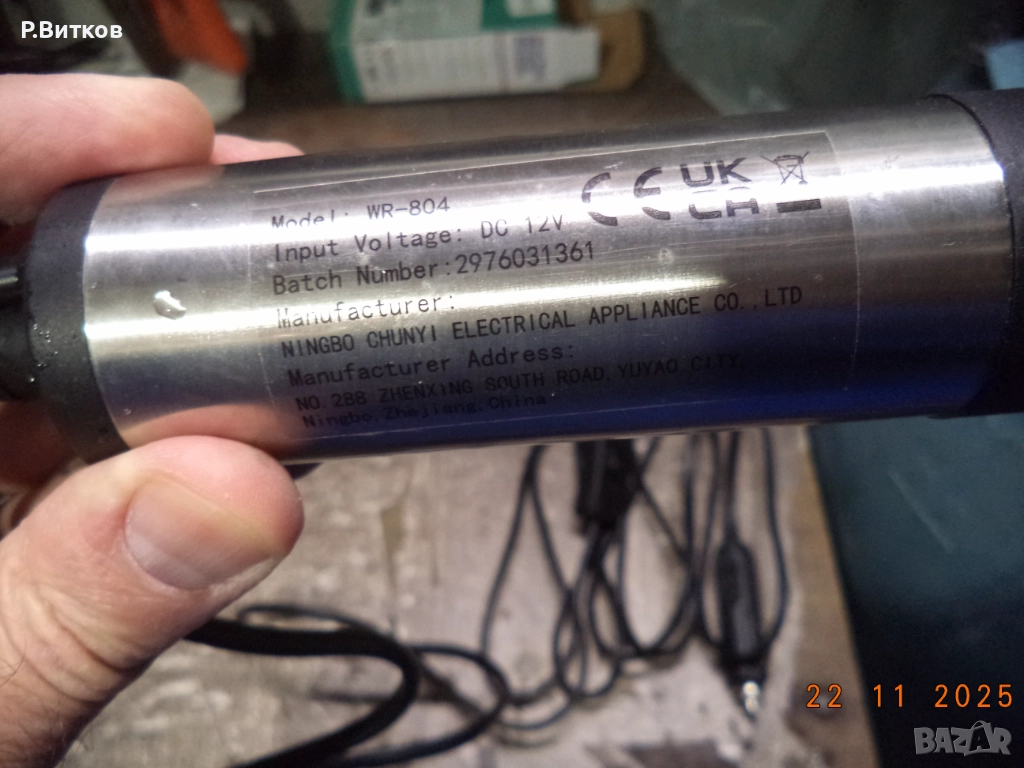 Р.Витков
CE UK CA
Model: WR-804
Input Voltage: DC 12V
Batch Number:2976031361
Manufacturer:
NINGBO CHUNYI ELECTRICAL APPLIANCE CO.,LTD
Manufacturer Address:
NO.288 ZHENXING SOUTH ROAD,YUYAO CITY,
Ningbo,Zhejiang,China
22 11 2025
BAZAR